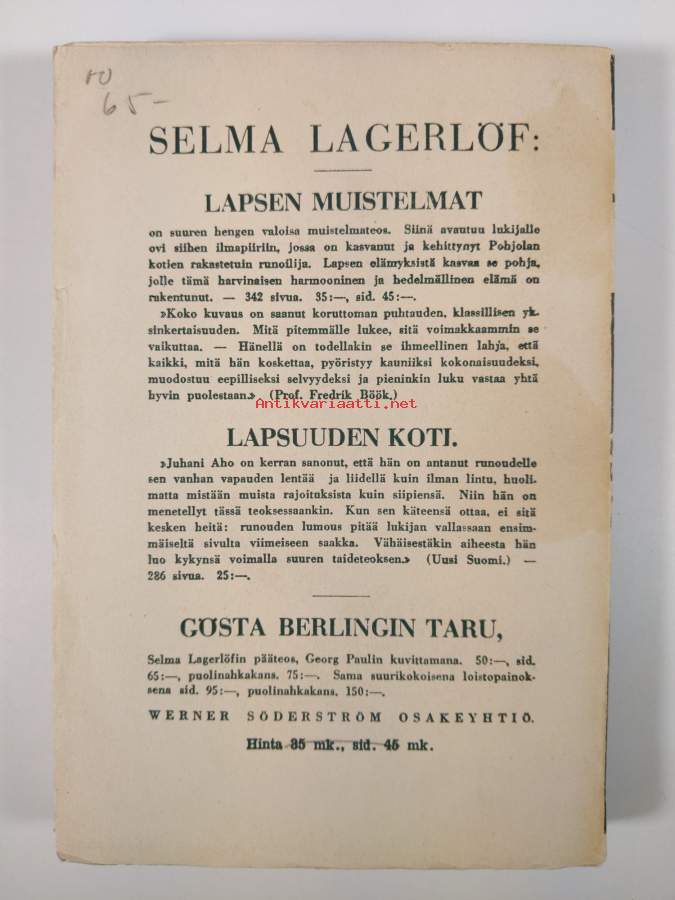 10
65-
SELMA LAGERLÖF:
LAPSEN MUISTELMAT
on suuren hengen valoisa muistelmateos. Siinä avautuu lukijalle
ovi siihen ilmapiiriin, jossa on kasvanut ja kehittynyt Pohjolan
kotien rakastetuin runoilija. Lapsen elämyksistä kasvaa se pohja,
jolle tämä harvinaisen harmooninen ja hedelmällinen elämä on
rakentunut. — 342 sivua. 35:—, sid. 45:—.
»Koko kuvaus on saanut koruttoman puhtauden, klassillisen yk-
sinkertaisuuden. Mitä pitemmälle lukee, sitä voimakkaammin se
vaikuttaa. — Hänellä on todellakin se ihmeellinen lahja, että
kaikki, mitä hän koskettaa, pyöristyy kauniiksi kokonaisuudeksi,
muodostuu eepilliseksi selvyydeksi ja pieninkin luku vastaa yhtä
hyvin puolestaan.» (Prof. Fredrik Böök.)
Antikvariaatti.net
LAPSUUDEN KOTI.
»Juhani Aho on kerran sanonut, että hän on antanut runoudelle
sen vanhan vapauden lentää ja liidellä kuin ilman lintu, huoli-
matta mistään muista rajoituksista kuin siipiensä. Niin hän on
menetellyt tässä teoksessaankin. Kun sen käteensä ottaa, ei sitä
kesken heitä: runouden lumous pitää lukijan vallassaan ensim-
mäiseltä sivulta viimeiseen saakka. Vähäisestäkin aiheesta hän
luo kykynsä voimalla suuren taideteoksen.» (Uusi Suomi.) —
286 sivua. 25:—.
GÖSTA BERLINGIN TARU,
Selma Lagerlöfin pääteos, Georg Paulin kuvittamana. 50:—, sid.
65:—, puolinahkakans. 75:—. Sama suurikokoisena loistopainok-
sena sid. 95:—, puolinahkakans. 150:—.
WERNER SÖDERSTRÖM OSAKEYHTIÖ.
Hinta 35 mk., sid. 45 mk.